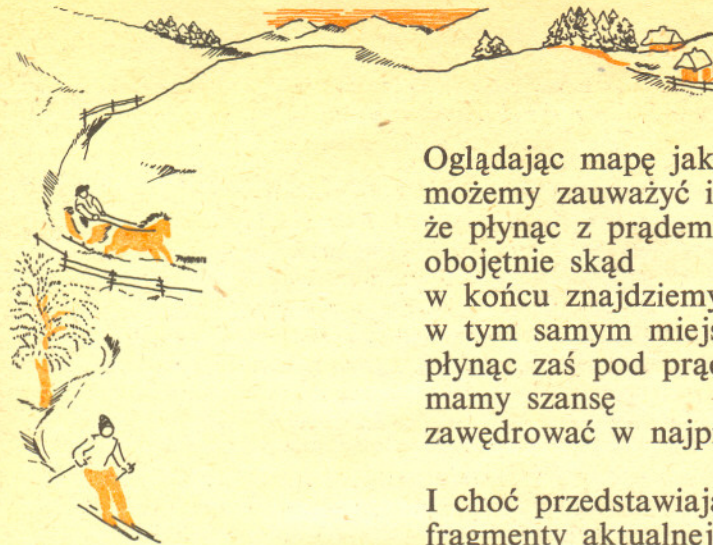 Oglądając mapę jak
możemy zauważyć i
że płynąc z prądem
obojętnie skąd
w końcu znajdziemy
w tym samym miejs
płynąc zaś pod prą
mamy szansę
zawędrować w najp
I choć przedstawiają
fragmenty aktualnej